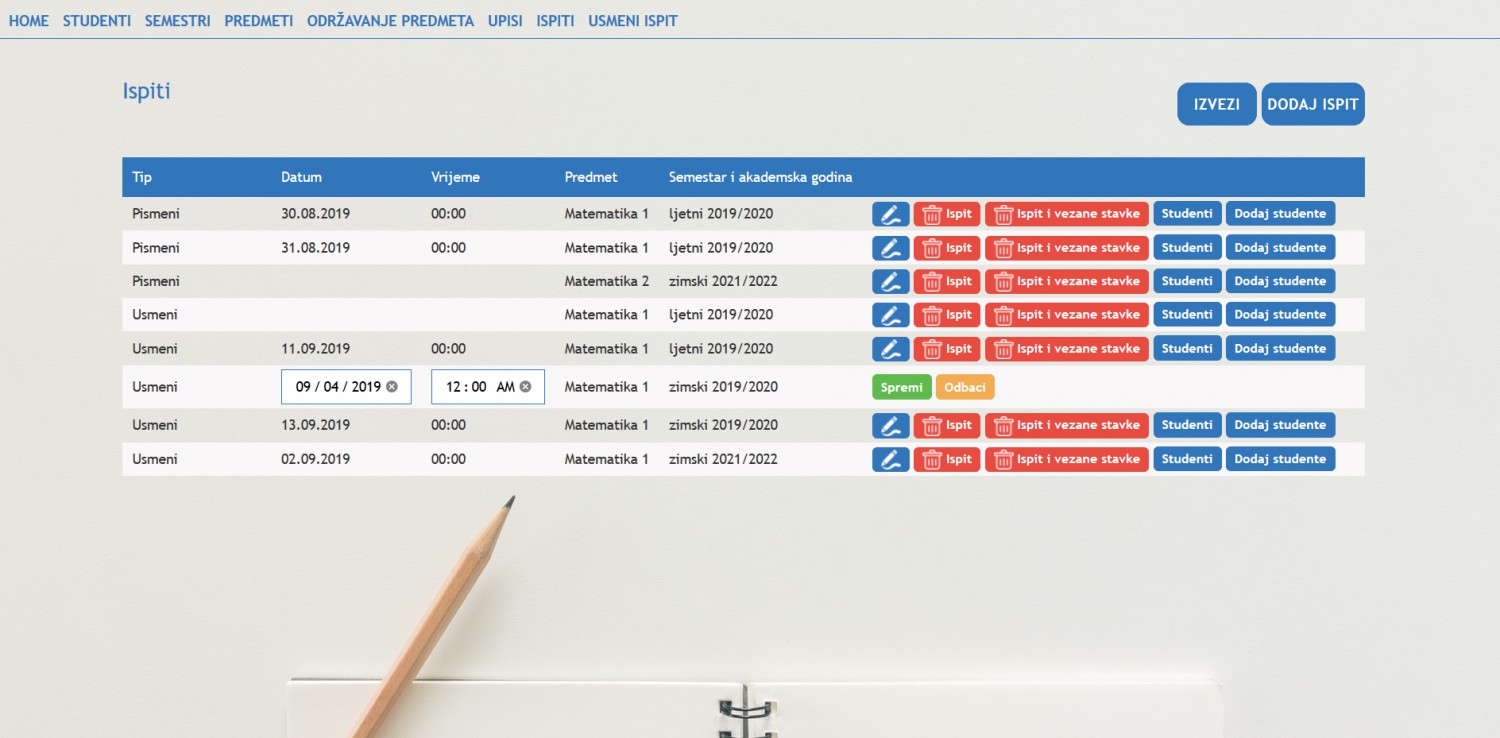 HOME STUDENTI SEMESTRI PREDMETI ODRŽAVANJE PREDMETA UPISI ISPITI USMENI ISPIT
Ispiti
IZVEZI DODAJ ISPIT
Tip Datum Vrijeme Predmet Semestar i akademska godina
Pismeni 30.08.2019 00:00 Matematika 1 ljetni 2019/2020 Ispit Ispit i vezane stavke Studenti Dodaj studente
Pismeni 31.08.2019 00:00 Matematika 1 ljetni 2019/2020 Ispit Ispit i vezane stavke Studenti Dodaj studente
Pismeni Matematika 2 zimski 2021/2022 Ispit Ispit i vezane stavke Studenti Dodaj studente
Usmeni Matematika 1 ljetni 2019/2020 Ispit Ispit i vezane stavke Studenti Dodaj studente
Usmeni 11.09.2019 00:00 Matematika 1 ljetni 2019/2020 Ispit Ispit i vezane stavke Studenti Dodaj studente
Usmeni 09 / 04 / 2019 12 : 00 AM Matematika 1 zimski 2019/2020 Spremi Odbaci
Usmeni 13.09.2019 00:00 Matematika 1 zimski 2019/2020 Ispit Ispit i vezane stavke Studenti Dodaj studente
Usmeni 02.09.2019 00:00 Matematika 1 zimski 2021/2022 Ispit Ispit i vezane stavke Studenti Dodaj studente